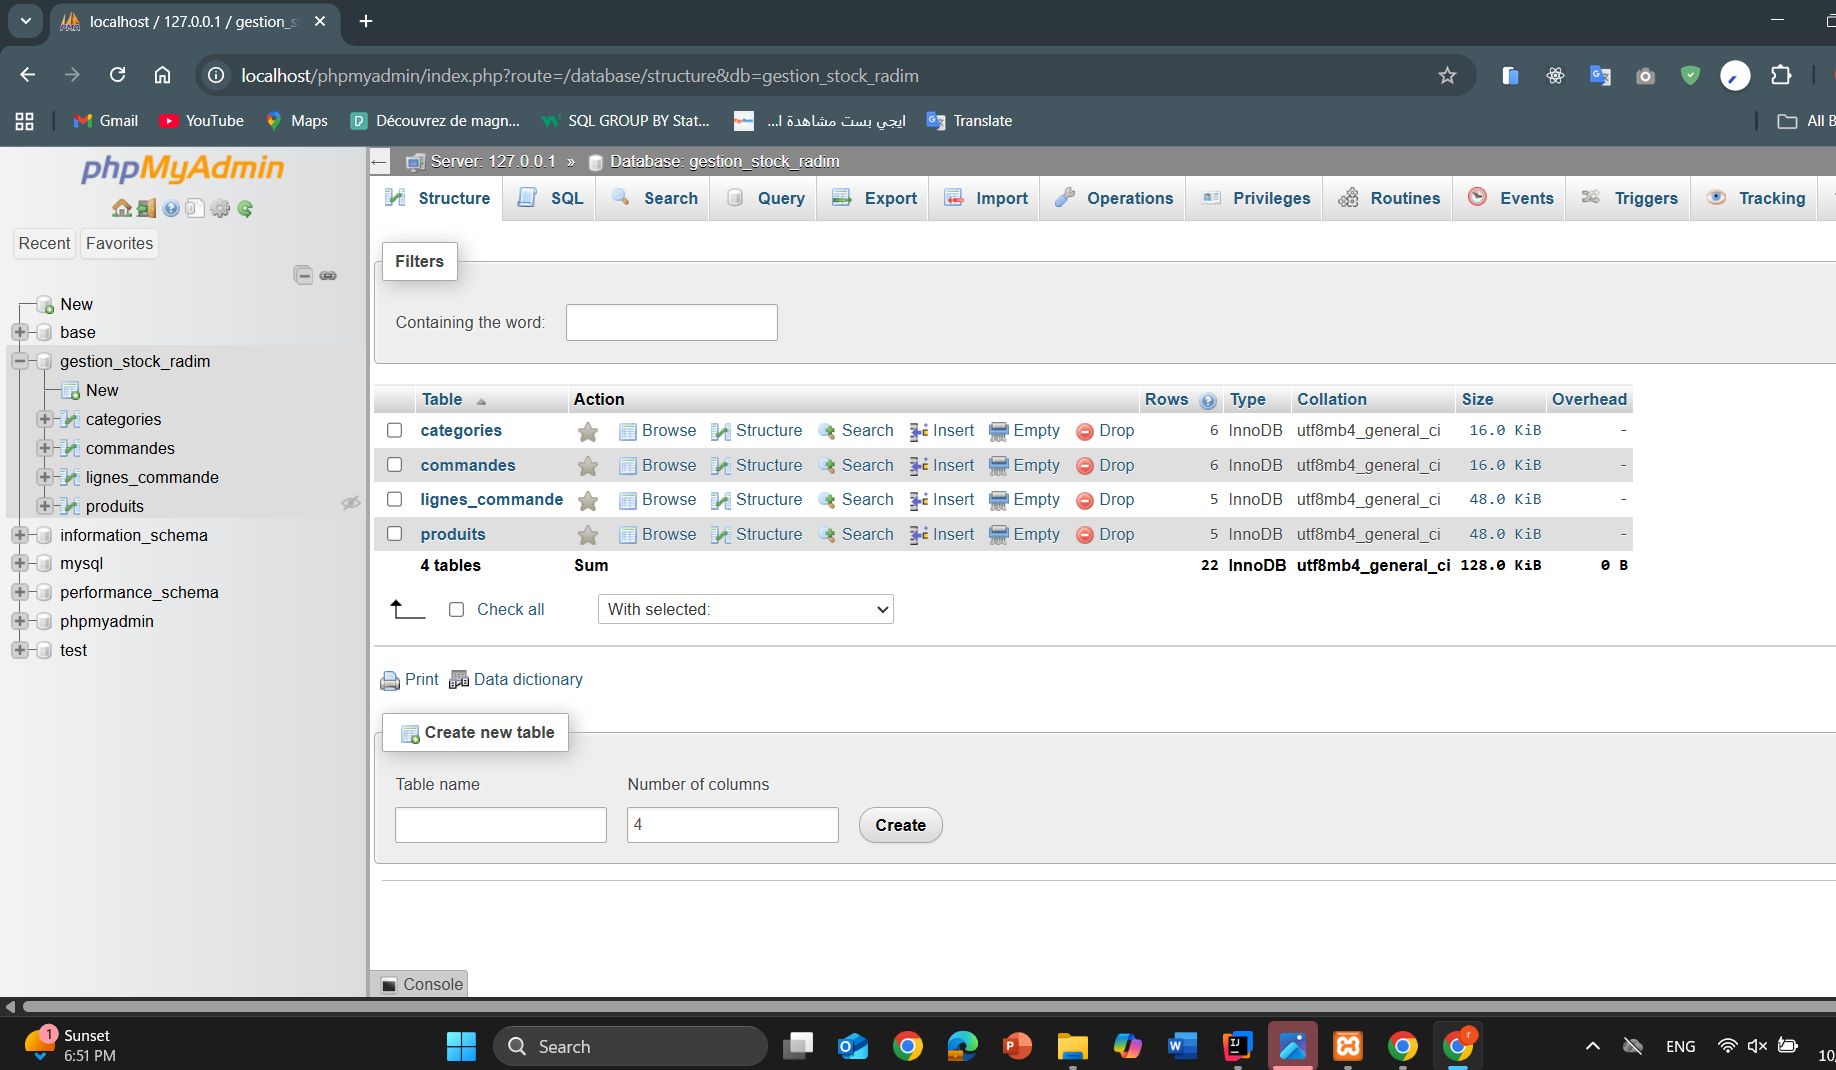 localhost / 127.0.0.1 / gestion_s
localhost/phpmyadmin/index.php?route=/database/structure&db=gestion_stock_radim
Gmail
YouTube
Maps
Découvrez de magn...
SQL GROUP BY Stat...
ايجي بست مشاهدة ا...
Translate
All B
phpMyAdmin
Recent
Favorites
New
base
gestion_stock_radim
New
categories
commandes
lignes_commande
produits
information_schema
mysql
performance_schema
phpmyadmin
test
Server: 127.0.0.1 » Database: gestion_stock_radim
Structure SQL Search Query Export Import Operations Privileges Routines Events Triggers Tracking
Filters
Containing the word:
Table Action Rows Type Collation Size Overhead
categories Browse Structure Search Insert Empty Drop 6 InnoDB utf8mb4_general_ci 16.0 KiB -
commandes Browse Structure Search Insert Empty Drop 6 InnoDB utf8mb4_general_ci 16.0 KiB -
lignes_commande Browse Structure Search Insert Empty Drop 5 InnoDB utf8mb4_general_ci 48.0 KiB -
produits Browse Structure Search Insert Empty Drop 5 InnoDB utf8mb4_general_ci 48.0 KiB -
4 tables Sum 22 InnoDB utf8mb4_general_ci 128.0 KiB 0 B
Check all With selected:
Print Data dictionary
Create new table
Table name Number of columns
4 Create
Console
1
Sunset
6:51 PM
Search
ENG
10